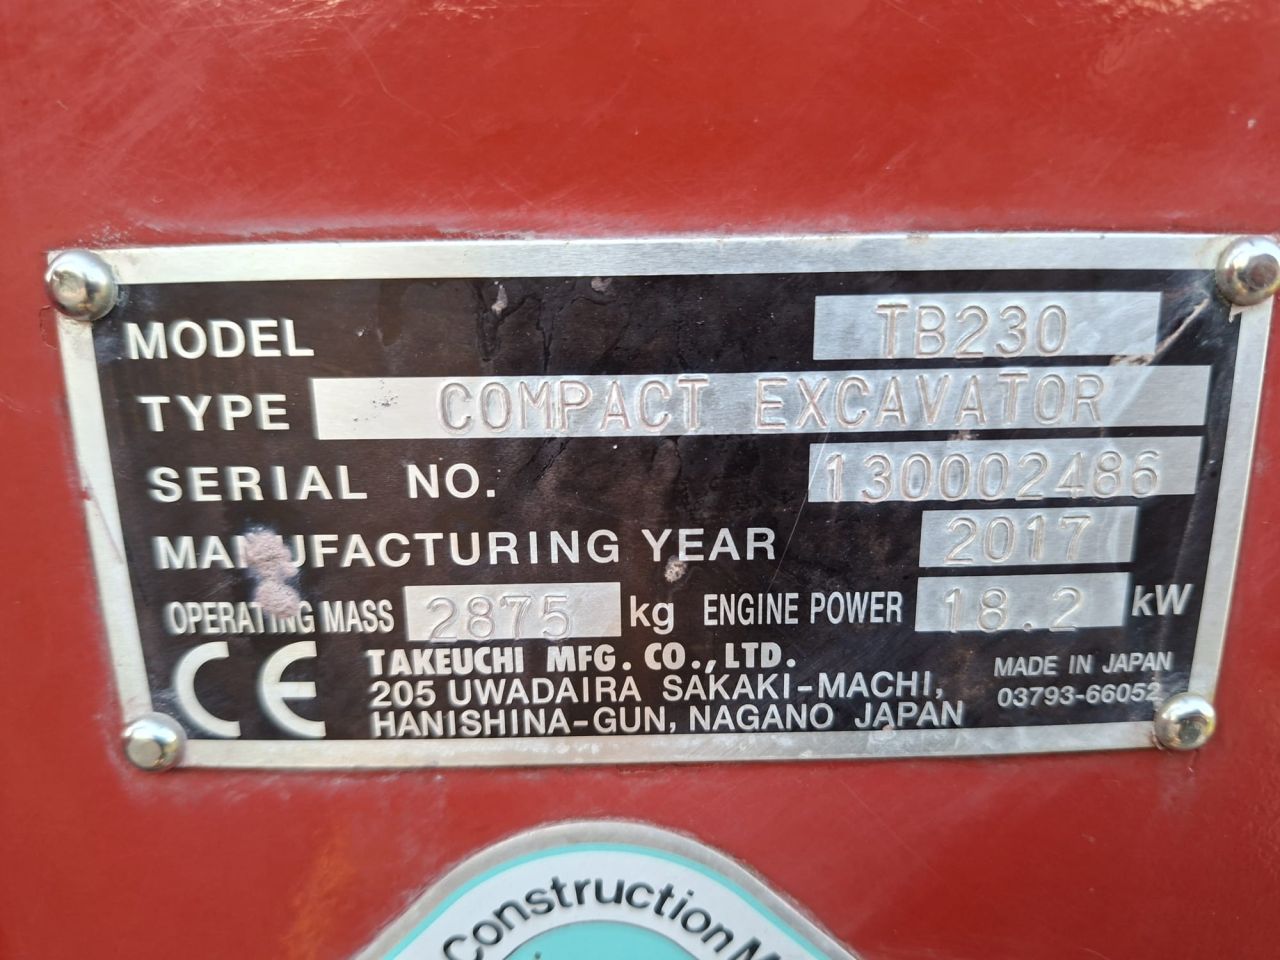 MODEL TB230
TYPE COMPACT EXCAVATOR
SERIAL NO. 130002486
MANUFACTURING YEAR 2017
OPERATING MASS 2875 kg ENGINE POWER 18.2 kW
CE
TAKEUCHI MFG. CO., LTD.
205 UWADAIRA SAKAKI-MACHI,
HANISHINA-GUN, NAGANO JAPAN
MADE IN JAPAN
03793-66052
Construction M